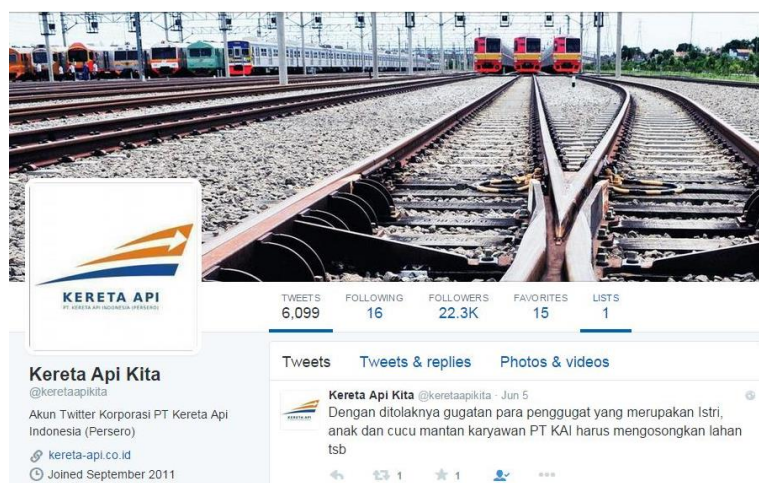 KERETA API
PT. KERETA API INDONESIA (PERSERO)
Kereta Api Kita
@keretaapikita
Akun Twitter Korporasi PT Kereta Api
Indonesia (Persero)
kereta-api.co.id
Joined September 2011
TWEETS FOLLOWING FOLLOWERS FAVORITES LISTS
6,099 16 22.3K 15 1
Tweets Tweets & replies Photos & videos
Kereta Api Kita @keretaapikita · Jun 5
Dengan ditolaknya gugatan para penggugat yang merupakan Istri,
anak dan cucu mantan karyawan PT KAI harus mengosongkan lahan
tsb
1 1